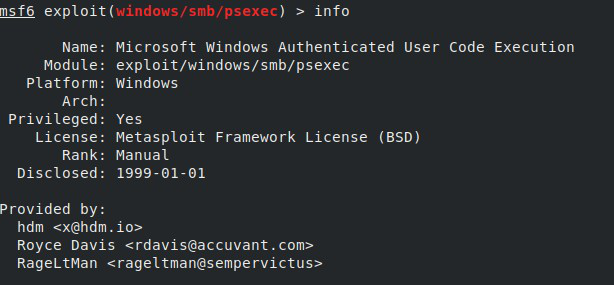 msf6 exploit(windows/smb/psexec) > info
Name: Microsoft Windows Authenticated User Code Execution
Module: exploit/windows/smb/psexec
Platform: Windows
Arch:
Privileged: Yes
License: Metasploit Framework License (BSD)
Rank: Manual
Disclosed: 1999-01-01
Provided by:
hdm <x@hdm.io>
Royce Davis <rdavis@accuvant.com>
RageLtMan <rageltman@sempervictus>